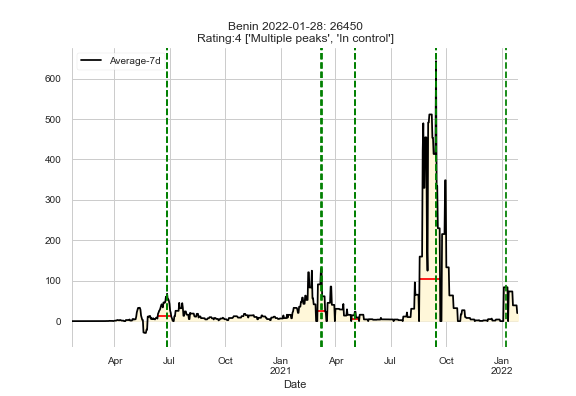 Benin 2022-01-28: 26450
Rating:4 ['Multiple peaks', 'In control']
Average-7d
600
500
400
300
200
100
0
Apr
Jul
Oct
Jan
2021
Apr
Jul
Oct
Jan
2022
Date